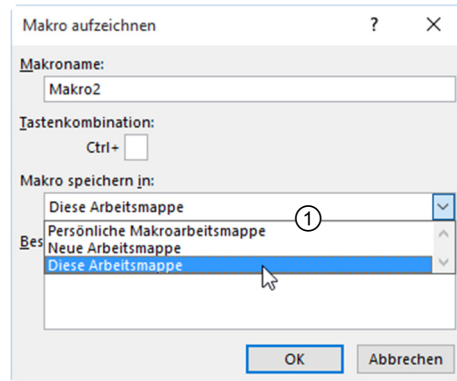 Makro aufzeichnen ? ×
Makroname:
Makro2
Tastenkombination:
Ctrl+
Makro speichern in:
Diese Arbeitsmappe
1
Persönliche Makroarbeitsmappe
Bes Neue Arbeitsmappe
Diese Arbeitsmappe
OK Abbrechen